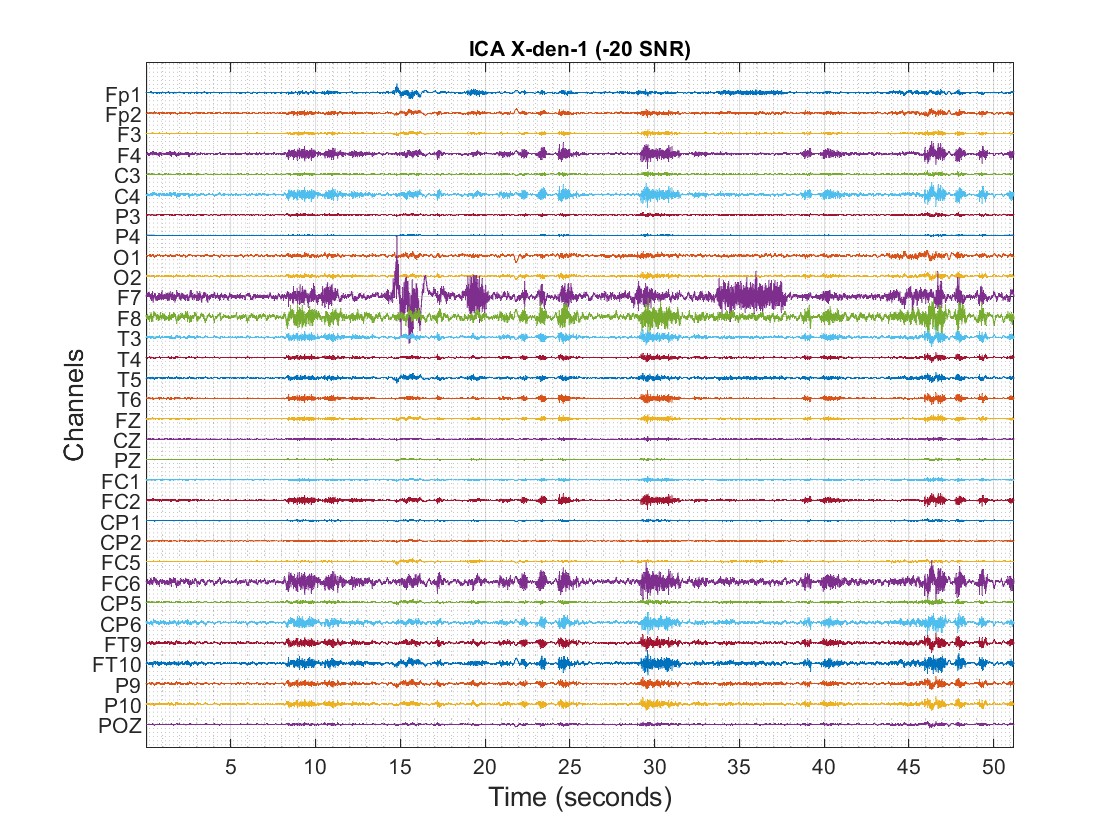 ICA X-den-1 (-20 SNR)
Fp1
Fp2
F3
F4
C3
C4
P3
P4
O1
O2
F7
F8
T3
T4
T5
T6
FZ
CZ
PZ
FC1
FC2
CP1
CP2
FC5
FC6
CP5
CP6
FT9
FT10
P9
P10
POZ
Channels
5 10 15 20 25 30 35 40 45 50
Time (seconds)